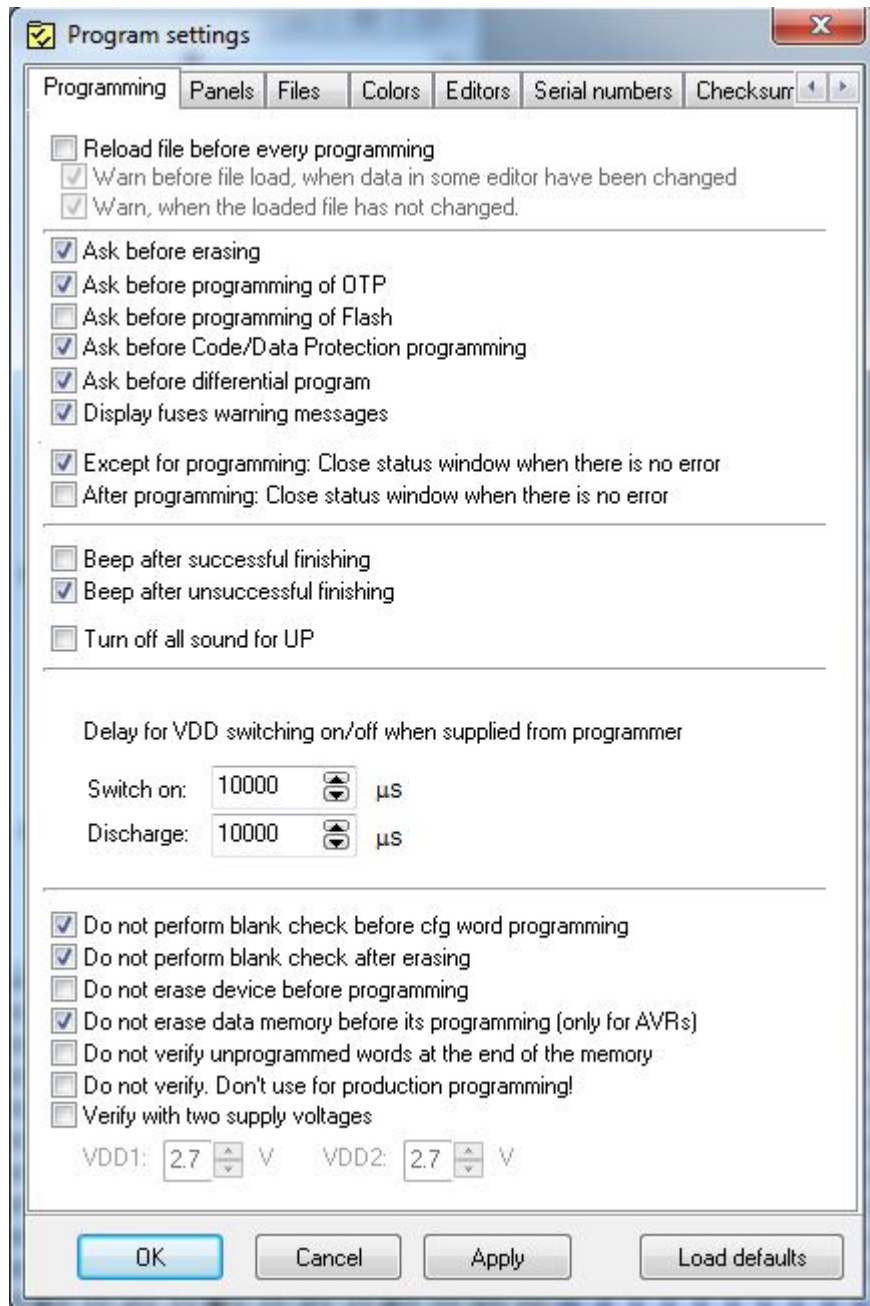 Program settings
Programming Panels Files Colors Editors Serial numbers Checksum
Reload file before every programming
Warn before file load, when data in some editor have been changed
Warn, when the loaded file has not changed.
Ask before erasing
Ask before programming of OTP
Ask before programming of Flash
Ask before Code/Data Protection programming
Ask before differential program
Display fuses warning messages
Except for programming: Close status window when there is no error
After programming: Close status window when there is no error
Beep after successful finishing
Beep after unsuccessful finishing
Turn off all sound for UP
Delay for VDD switching on/off when supplied from programmer
Switch on: 10000 µs
Discharge: 10000 µs
Do not perform blank check before cfg word programming
Do not perform blank check after erasing
Do not erase device before programming
Do not erase data memory before its programming (only for AVRs)
Do not verify unprogrammed words at the end of the memory
Do not verify. Don't use for production programming!
Verify with two supply voltages
VDD1: 2.7 V VDD2: 2.7 V
OK Cancel Apply Load defaults